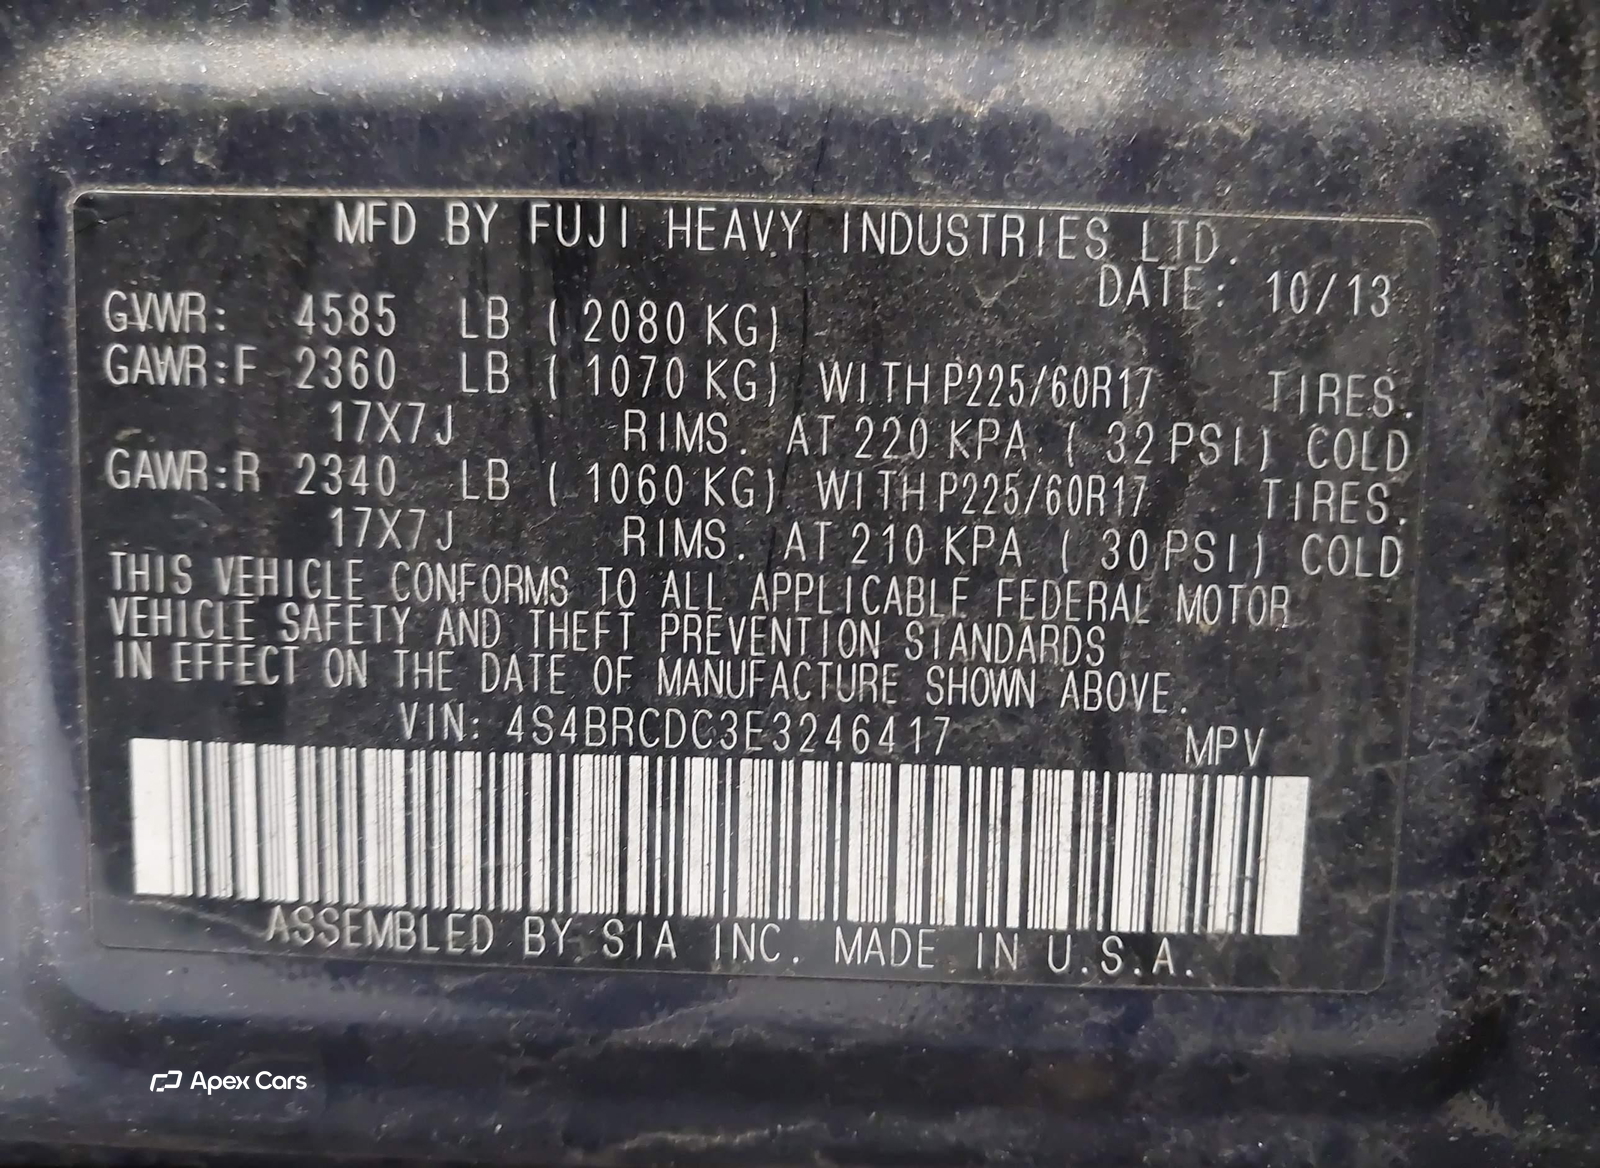 MFD BY FUJI HEAVY INDUSTRIES LTD.
DATE: 10/13
GVWR: 4585 LB ( 2080 KG)
GAWR:F 2360 LB ( 1070 KG) WITH P225/60R17 TIRES.
17X7J RIMS. AT 220 KPA ( 32 PSI) COLD
GAWR:R 2340 LB ( 1060 KG) WITH P225/60R17 TIRES.
17X7J RIMS. AT 210 KPA ( 30 PSI) COLD
THIS VEHICLE CONFORMS TO ALL APPLICABLE FEDERAL MOTOR
VEHICLE SAFETY AND THEFT PREVENTION STANDARDS
IN EFFECT ON THE DATE OF MANUFACTURE SHOWN ABOVE.
VIN: 4S4BRCDC3E3246417 MPV
ASSEMBLED BY SIA INC. MADE IN U.S.A.
Apex Cars